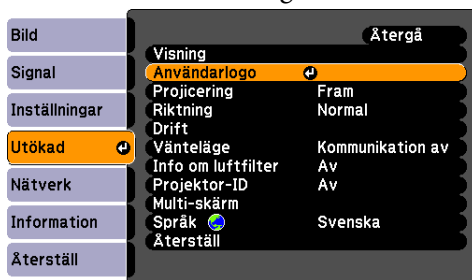 Bild
Signal
Inställningar
Utökad
Nätverk
Information
Återställ
Återgå
Visning
Användarlogo
Projicering Fram
Riktning Normal
Drift
Vänteläge Kommunikation av
Info om luftfilter Av
Projektor-ID Av
Multi-skärm
Språk Svenska
Återställ